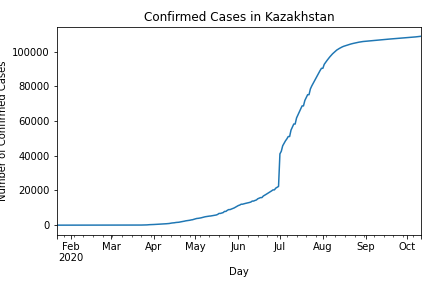 Confirmed Cases in Kazakhstan
Number of Confirmed Cases
100000
80000
60000
40000
20000
0
Feb Mar Apr May Jun Jul Aug Sep Oct
2020
Day